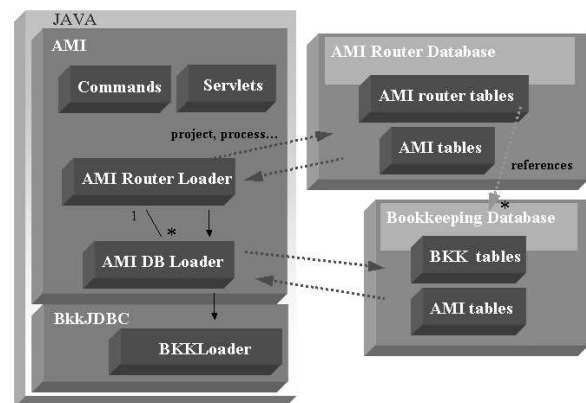 JAVA
AMI
Commands
Servlets
project, process...
AMI Router Loader
1
*
AMI DB Loader
BkkJDBC
BKKLoader
AMI Router Database
AMI router tables
AMI tables
references
*
Bookkeeping Database
BKK tables
AMI tables